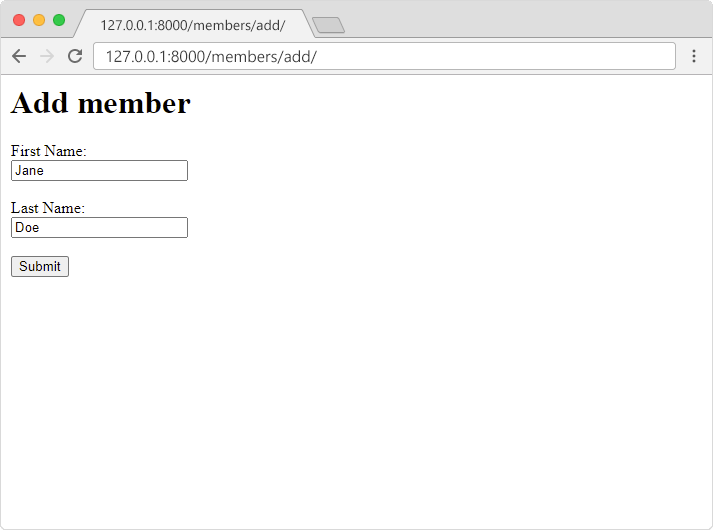 127.0.0.1:8000/members/add/
127.0.0.1:8000/members/add/
Add member
First Name:
Jane
Last Name:
Doe
Submit